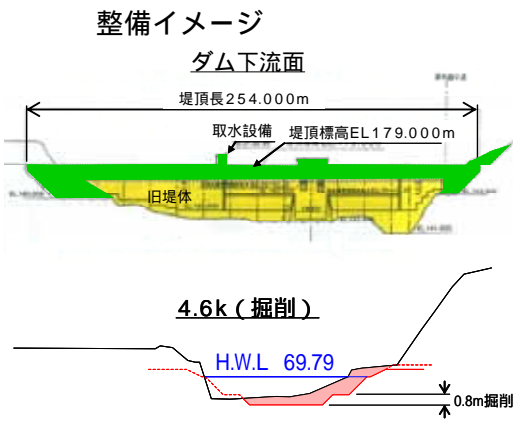 整備イメージ
ダム下流面
堤頂長254.000m
取水設備
堤頂標高EL179.000m
旧堤体
4.6k（掘削）
H.W.L 69.79
0.8m掘削